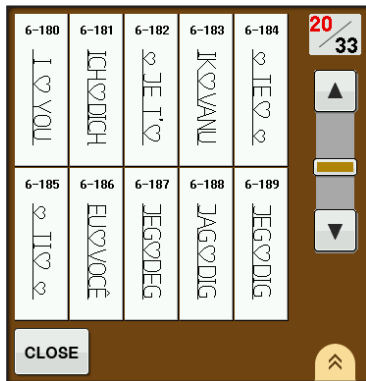 6-180 6-181 6-182 6-183 6-184
I ♡ YOU
ICH♡DICH
♡ JE T'♡
IK♡VANU
♡ TE♡ ♡
6-185 6-186 6-187 6-188 6-189
♡ TI♡ ♡
EU♡VOCÊ
JEG♡DEG
JAG♡DIG
JEG♡DIG
20/33
CLOSE